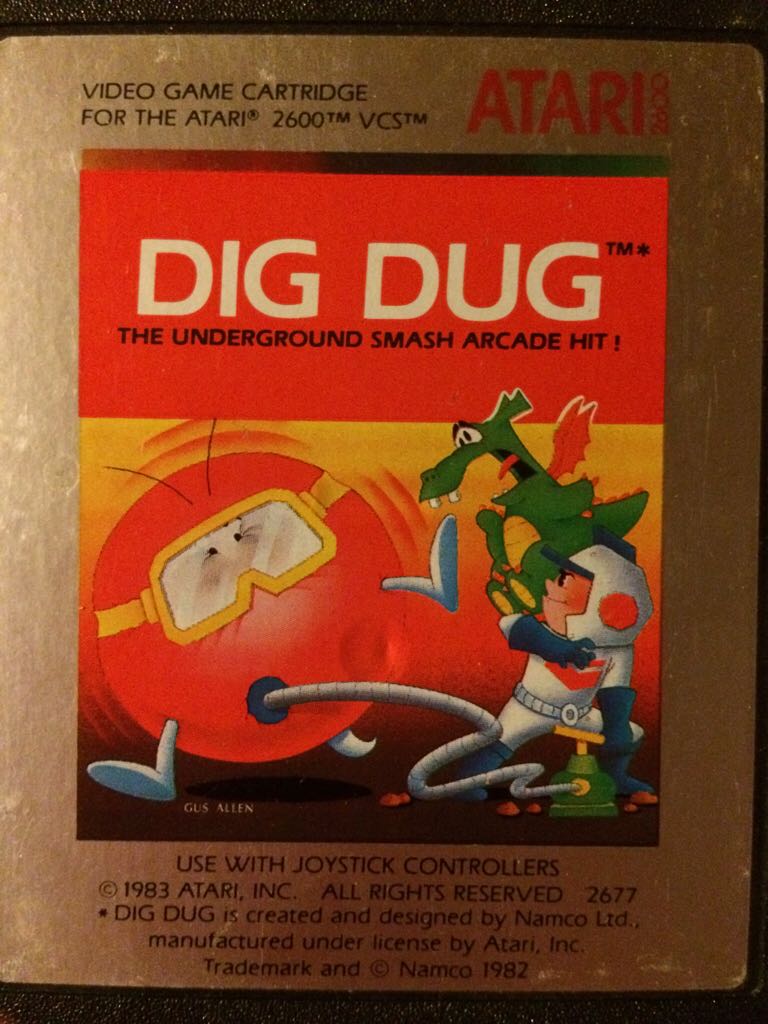 VIDEO GAME CARTRIDGE
FOR THE ATARI® 2600™ VCS™
ATARI 2600
DIG DUG™*
THE UNDERGROUND SMASH ARCADE HIT !
GUS ALLEN
USE WITH JOYSTICK CONTROLLERS
© 1983 ATARI, INC. ALL RIGHTS RESERVED 2677
* DIG DUG is created and designed by Namco Ltd.,
manufactured under license by Atari, Inc.
Trademark and © Namco 1982